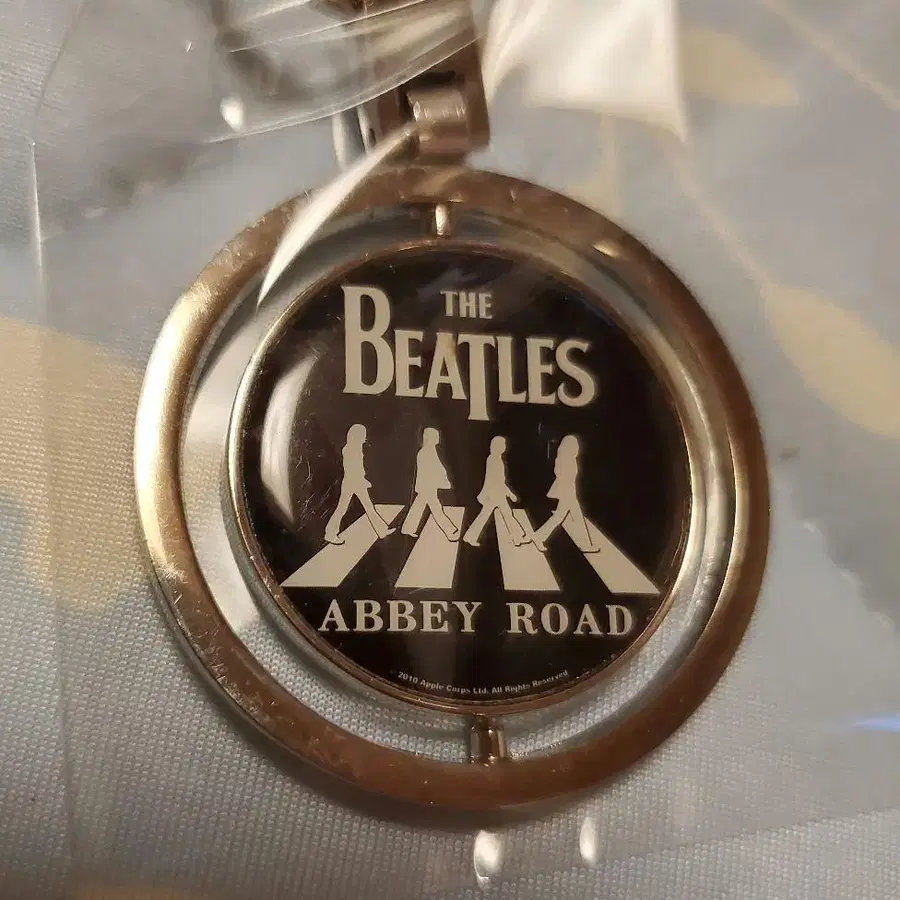 THE
BEATLES
ABBEY ROAD
© 2010 Apple Corps Ltd. All Rights Reserved